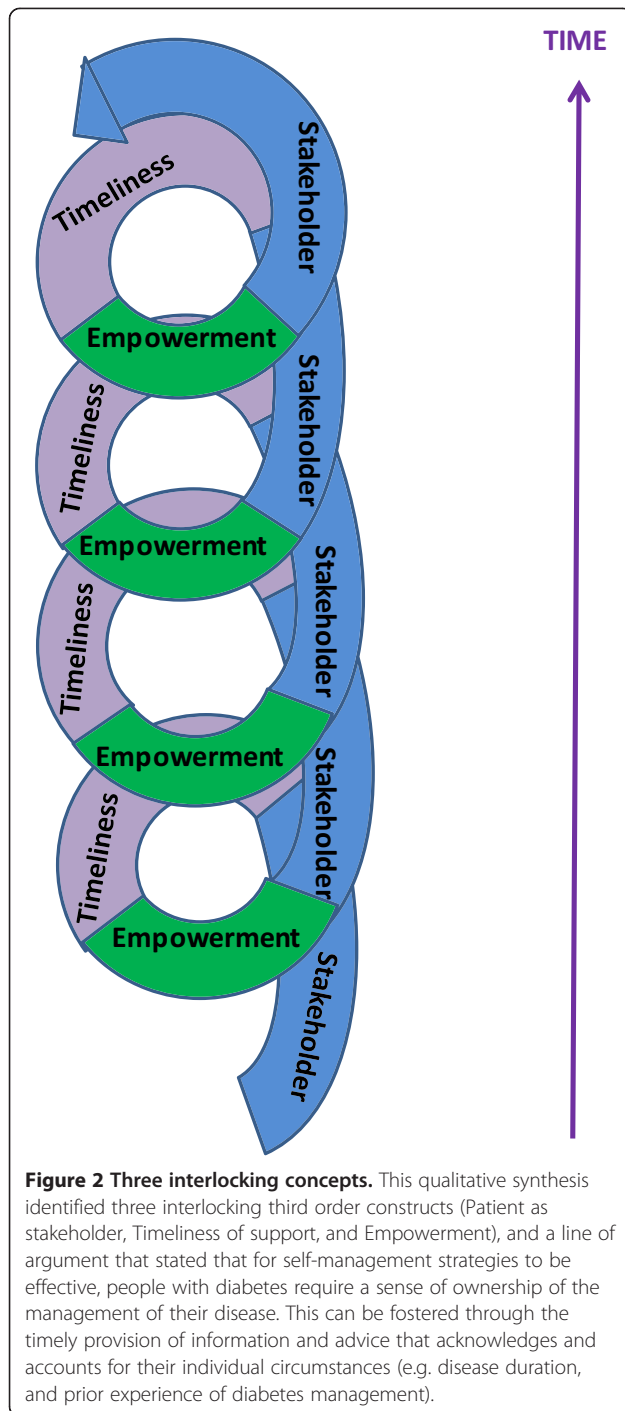 TIME
Stakeholder
Timeliness
Empowerment
Stakeholder
Timeliness
Empowerment
Stakeholder
Timeliness
Empowerment
Stakeholder
Timeliness
Empowerment
Stakeholder
Figure 2 Three interlocking concepts. This qualitative synthesis
identified three interlocking third order constructs (Patient as
stakeholder, Timeliness of support, and Empowerment), and a line of
argument that stated that for self-management strategies to be
effective, people with diabetes require a sense of ownership of the
management of their disease. This can be fostered through the
timely provision of information and advice that acknowledges and
accounts for their individual circumstances (e.g. disease duration,
and prior experience of diabetes management).